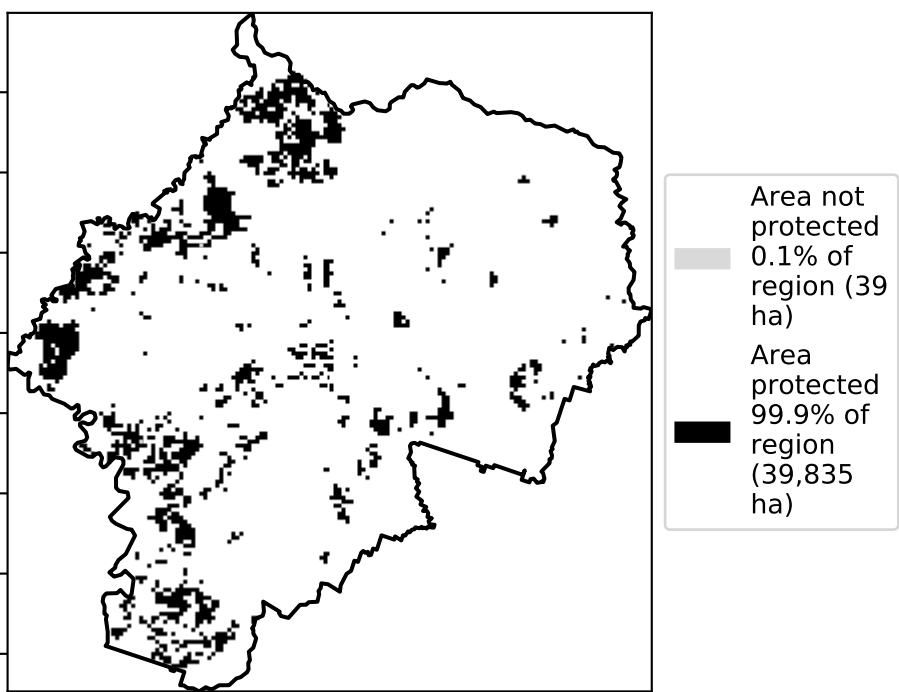 Area not
protected
0.1% of
region (39
ha)
Area
protected
99.9% of
region
(39,835
ha)